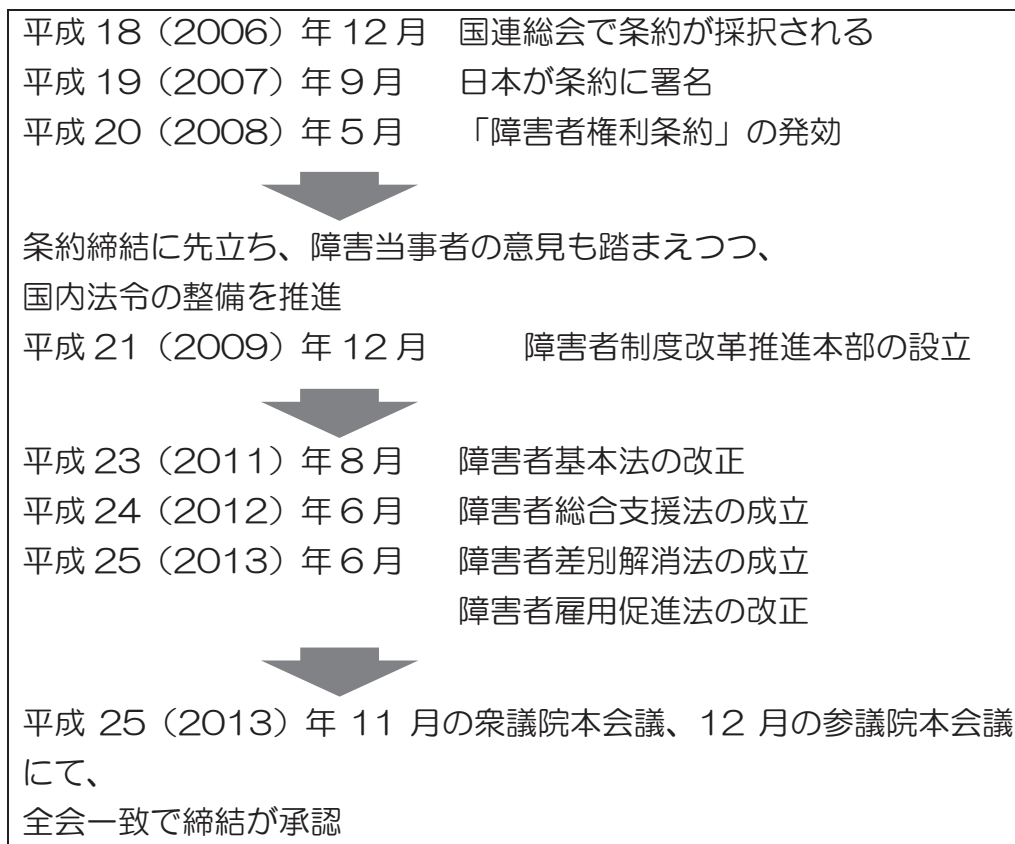 平成 18（2006）年 12 月　国連総会で条約が採択される
平成 19（2007）年９月　日本が条約に署名
平成 20（2008）年５月　「障害者権利条約」の発効
条約締結に先立ち、障害当事者の意見も踏まえつつ、
国内法令の整備を推進
平成 21（2009）年 12 月　障害者制度改革推進本部の設立
平成 23（2011）年８月　障害者基本法の改正
平成 24（2012）年６月　障害者総合支援法の成立
平成 25（2013）年６月　障害者差別解消法の成立
障害者雇用促進法の改正
平成 25（2013）年 11 月の衆議院本会議、12 月の参議院本会議
にて、
全会一致で締結が承認